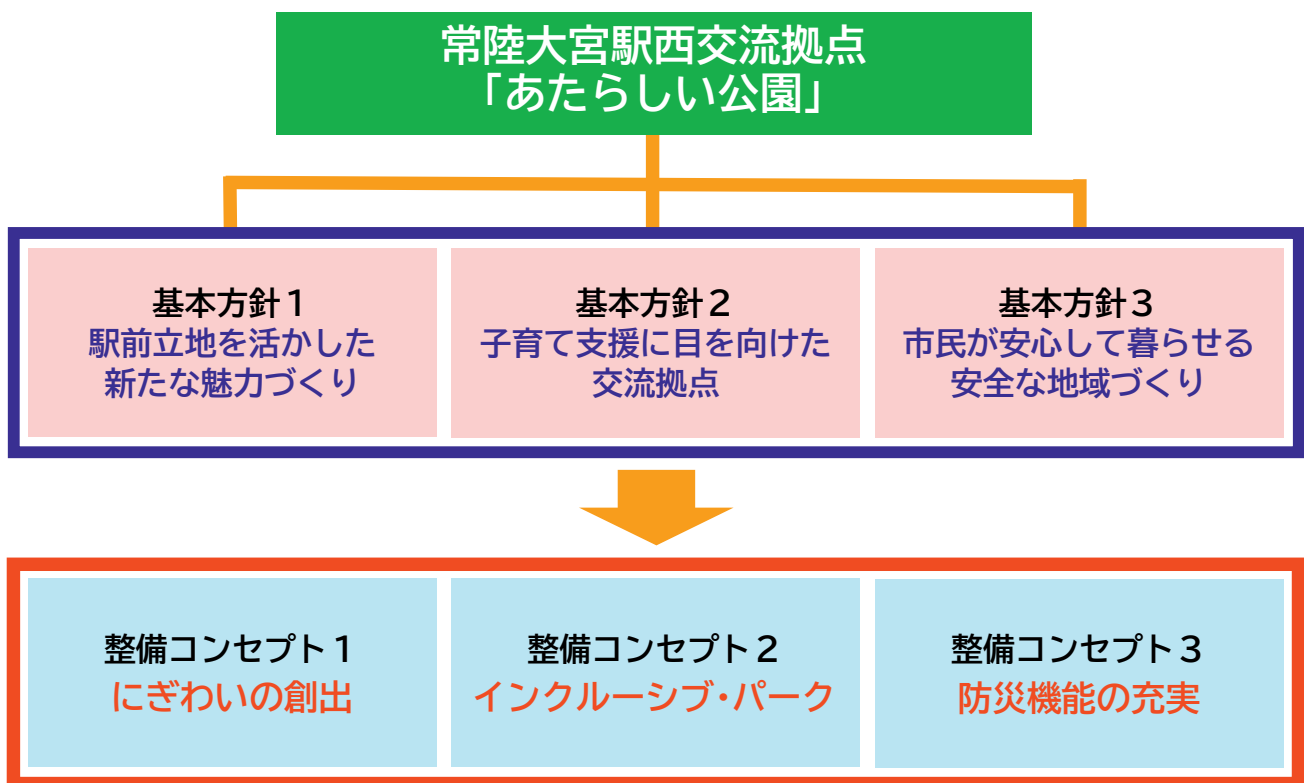 常陸大宮駅西交流拠点
「あたらしい公園」
基本方針１
駅前立地を活かした
新たな魅力づくり
基本方針２
子育て支援に目を向けた
交流拠点
基本方針３
市民が安心して暮らせる
安全な地域づくり
整備コンセプト１
にぎわいの創出
整備コンセプト２
インクルーシブ・パーク
整備コンセプト３
防災機能の充実